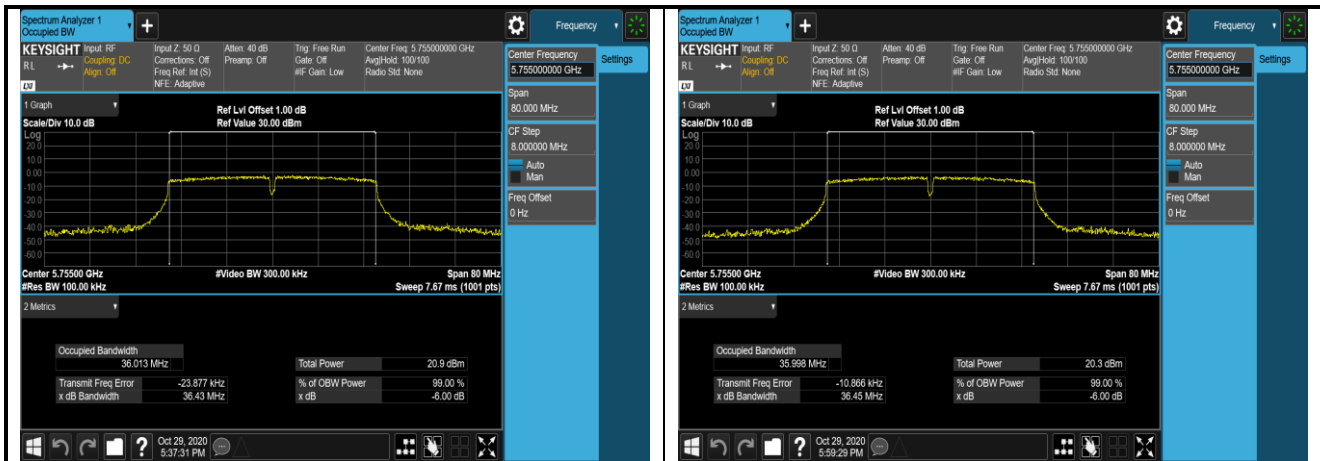 Spectrum Analyzer 1
Occupied BW
+
Frequency
KEYSIGHT
RL
LXI
Input: RF
Coupling: DC
Align: Off
Input Z: 50 Ω
Corrections: Off
Freq Ref: Int (S)
NFE: Adaptive
Atten: 40 dB
Preamp: Off
Trig: Free Run
Gate: Off
#IF Gain: Low
Center Freq: 5.755000000 GHz
Avg|Hold: 100/100
Radio Std: None
Center Frequency
5.755000000 GHz
Settings
Span
80.000 MHz
CF Step
8.000000 MHz
Auto
Man
Freq Offset
0 Hz
1 Graph
Scale/Div 10.0 dB
Ref Lvl Offset 1.00 dB
Ref Value 30.00 dBm
Log
20.0
10.0
0.00
-10.0
-20.0
-30.0
-40.0
-50.0
-60.0
Center 5.75500 GHz
#Res BW 100.00 kHz
#Video BW 300.00 kHz
Span 80 MHz
Sweep 7.67 ms (1001 pts)
2 Metrics
Occupied Bandwidth
36.013 MHz
Total Power 20.9 dBm
Transmit Freq Error -23.877 kHz
% of OBW Power 99.00 %
x dB Bandwidth 36.43 MHz
x dB -6.00 dB
?
Oct 29, 2020
5:37:31 PM
Spectrum Analyzer 1
Occupied BW
+
Frequency
KEYSIGHT
RL
LXI
Input: RF
Coupling: DC
Align: Off
Input Z: 50 Ω
Corrections: Off
Freq Ref: Int (S)
NFE: Adaptive
Atten: 40 dB
Preamp: Off
Trig: Free Run
Gate: Off
#IF Gain: Low
Center Freq: 5.755000000 GHz
Avg|Hold: 100/100
Radio Std: None
Center Frequency
5.755000000 GHz
Settings
Span
80.000 MHz
CF Step
8.000000 MHz
Auto
Man
Freq Offset
0 Hz
1 Graph
Scale/Div 10.0 dB
Ref Lvl Offset 1.00 dB
Ref Value 30.00 dBm
Log
20.0
10.0
0.00
-10.0
-20.0
-30.0
-40.0
-50.0
-60.0
Center 5.75500 GHz
#Res BW 100.00 kHz
#Video BW 300.00 kHz
Span 80 MHz
Sweep 7.67 ms (1001 pts)
2 Metrics
Occupied Bandwidth
35.998 MHz
Total Power 20.3 dBm
Transmit Freq Error -10.866 kHz
% of OBW Power 99.00 %
x dB Bandwidth 36.45 MHz
x dB -6.00 dB
?
Oct 29, 2020
5:59:29 PM